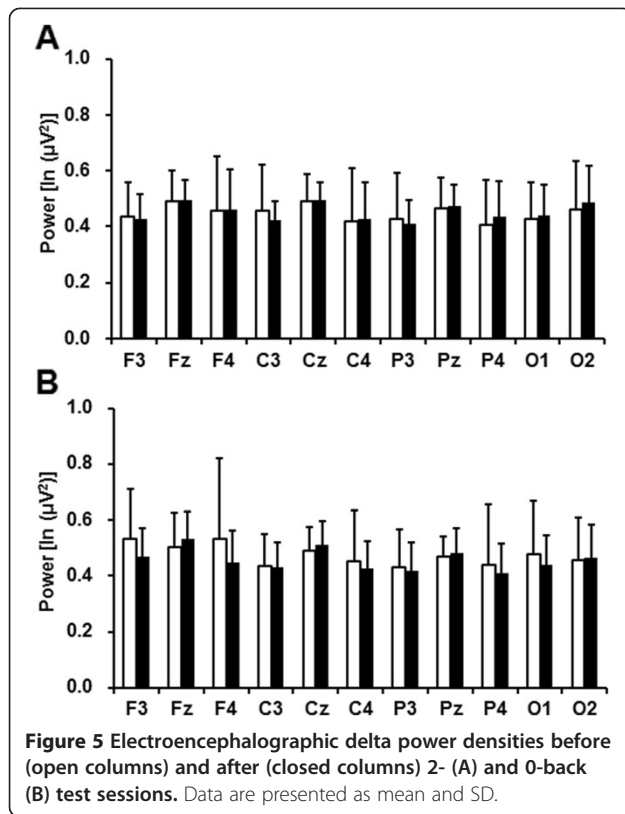 A
1.0
0.8
0.6
0.4
0.2
0.0
Power [ln (µV²)]
F3 Fz F4 C3 Cz C4 P3 Pz P4 O1 O2
B
1.0
0.8
0.6
0.4
0.2
0.0
Power [ln (µV²)]
F3 Fz F4 C3 Cz C4 P3 Pz P4 O1 O2
Figure 5 Electroencephalographic delta power densities before
(open columns) and after (closed columns) 2- (A) and 0-back
(B) test sessions. Data are presented as mean and SD.